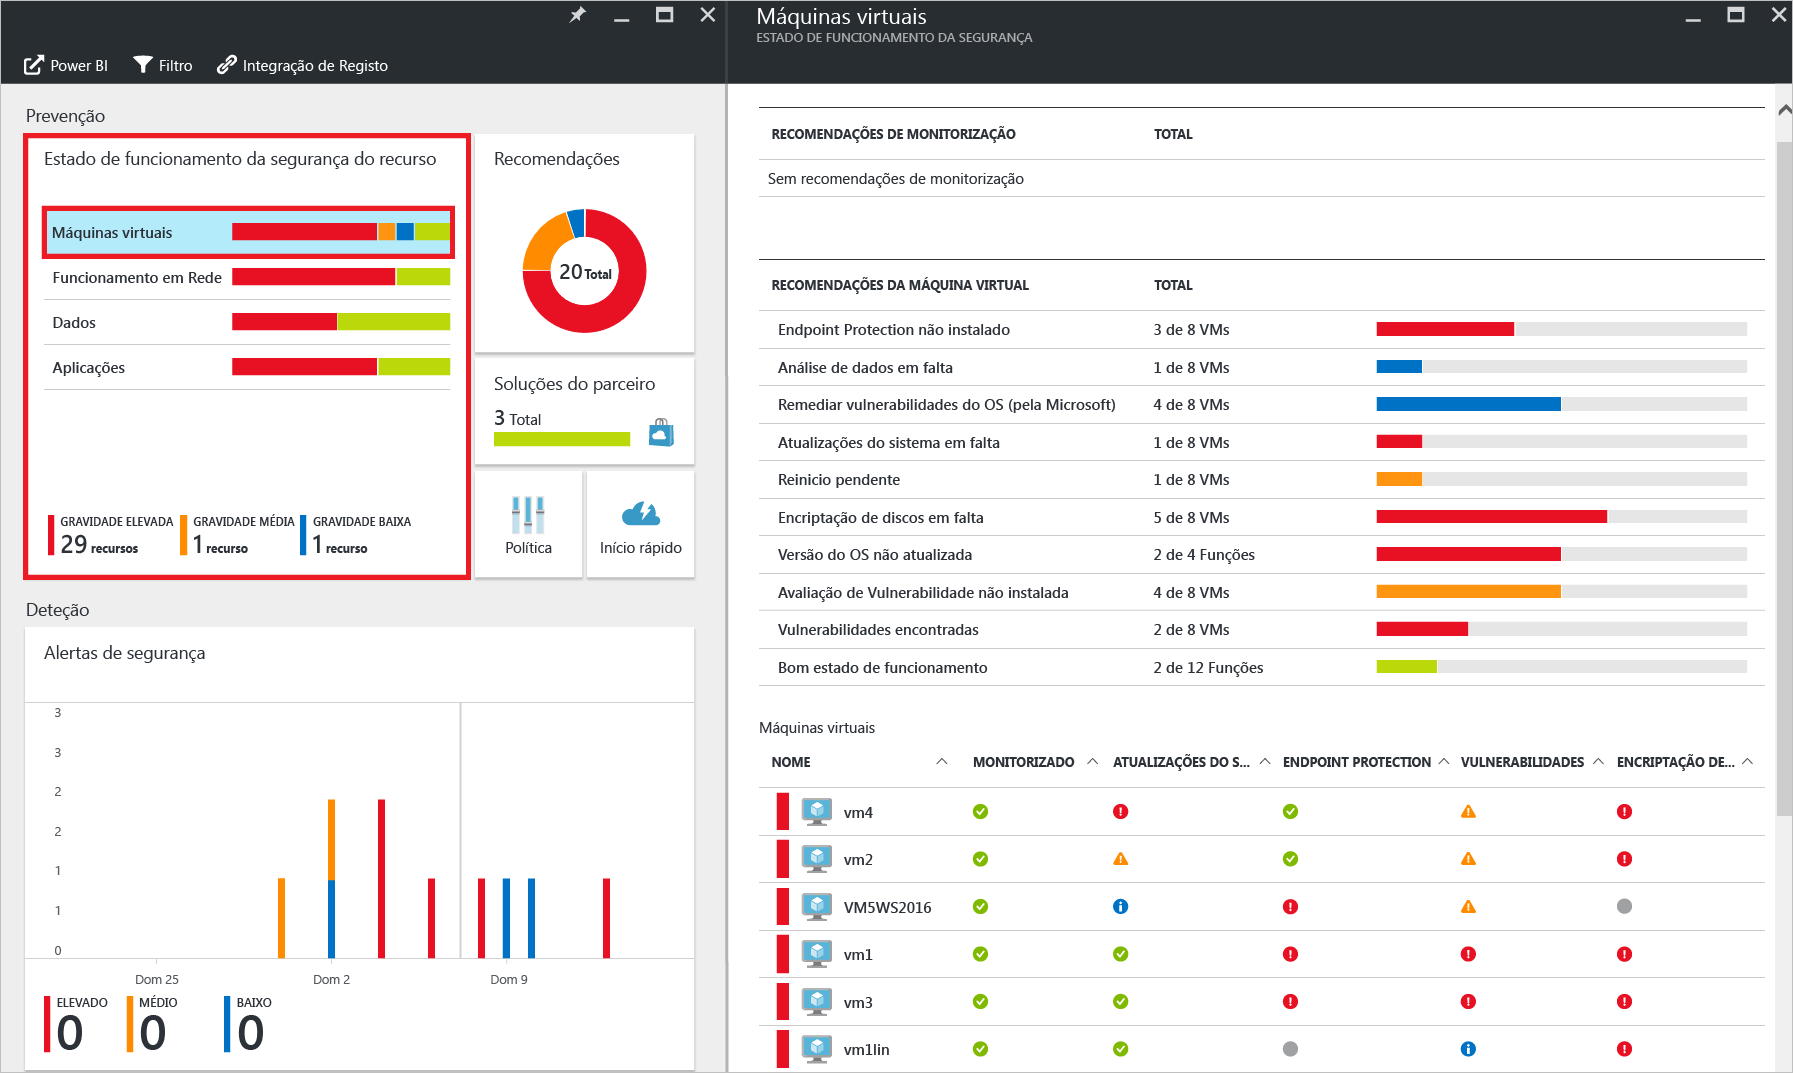 Power BI
Filtro
Integração de Registo
Prevenção
Estado de funcionamento da segurança do recurso
Máquinas virtuais
Funcionamento em Rede
Dados
Aplicações
GRAVIDADE ELEVADA
29 recursos
GRAVIDADE MÉDIA
1 recurso
GRAVIDADE BAIXA
1 recurso
Recomendações
20 Total
Soluções do parceiro
3 Total
Política
Início rápido
Deteção
Alertas de segurança
3
3
2
2
1
1
0
Dom 25
Dom 2
Dom 9
ELEVADO
0
MÉDIO
0
BAIXO
0
Máquinas virtuais
ESTADO DE FUNCIONAMENTO DA SEGURANÇA
RECOMENDAÇÕES DE MONITORIZAÇÃO TOTAL
Sem recomendações de monitorização
RECOMENDAÇÕES DA MÁQUINA VIRTUAL TOTAL
Endpoint Protection não instalado 3 de 8 VMs
Análise de dados em falta 1 de 8 VMs
Remediar vulnerabilidades do OS (pela Microsoft) 4 de 8 VMs
Atualizações do sistema em falta 1 de 8 VMs
Reinicio pendente 1 de 8 VMs
Encriptação de discos em falta 5 de 8 VMs
Versão do OS não atualizada 2 de 4 Funções
Avaliação de Vulnerabilidade não instalada 4 de 8 VMs
Vulnerabilidades encontradas 2 de 8 VMs
Bom estado de funcionamento 2 de 12 Funções
Máquinas virtuais
NOME MONITORIZADO ATUALIZAÇÕES DO S... ENDPOINT PROTECTION VULNERABILIDADES ENCRIPTAÇÃO DE...
vm4
vm2
VM5WS2016
vm1
vm3
vm1lin